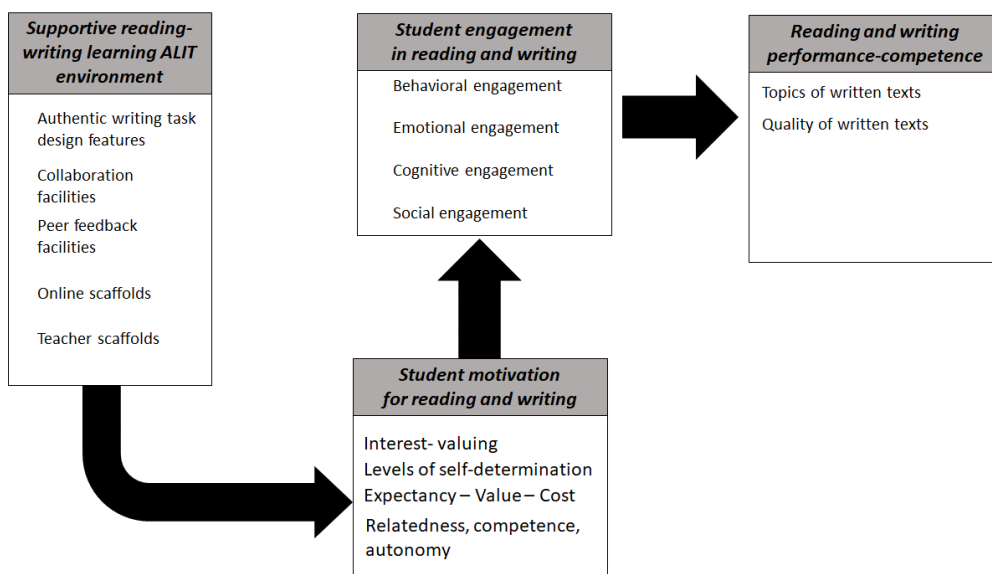 Supportive reading-
writing learning ALIT
environment
Authentic writing task
design features
Collaboration
facilities
Peer feedback
facilities
Online scaffolds
Teacher scaffolds
Student motivation
for reading and writing
Interest- valuing
Levels of self-determination
Expectancy – Value – Cost
Relatedness, competence,
autonomy
Student engagement
in reading and writing
Behavioral engagement
Emotional engagement
Cognitive engagement
Social engagement
Reading and writing
performance-competence
Topics of written texts
Quality of written texts